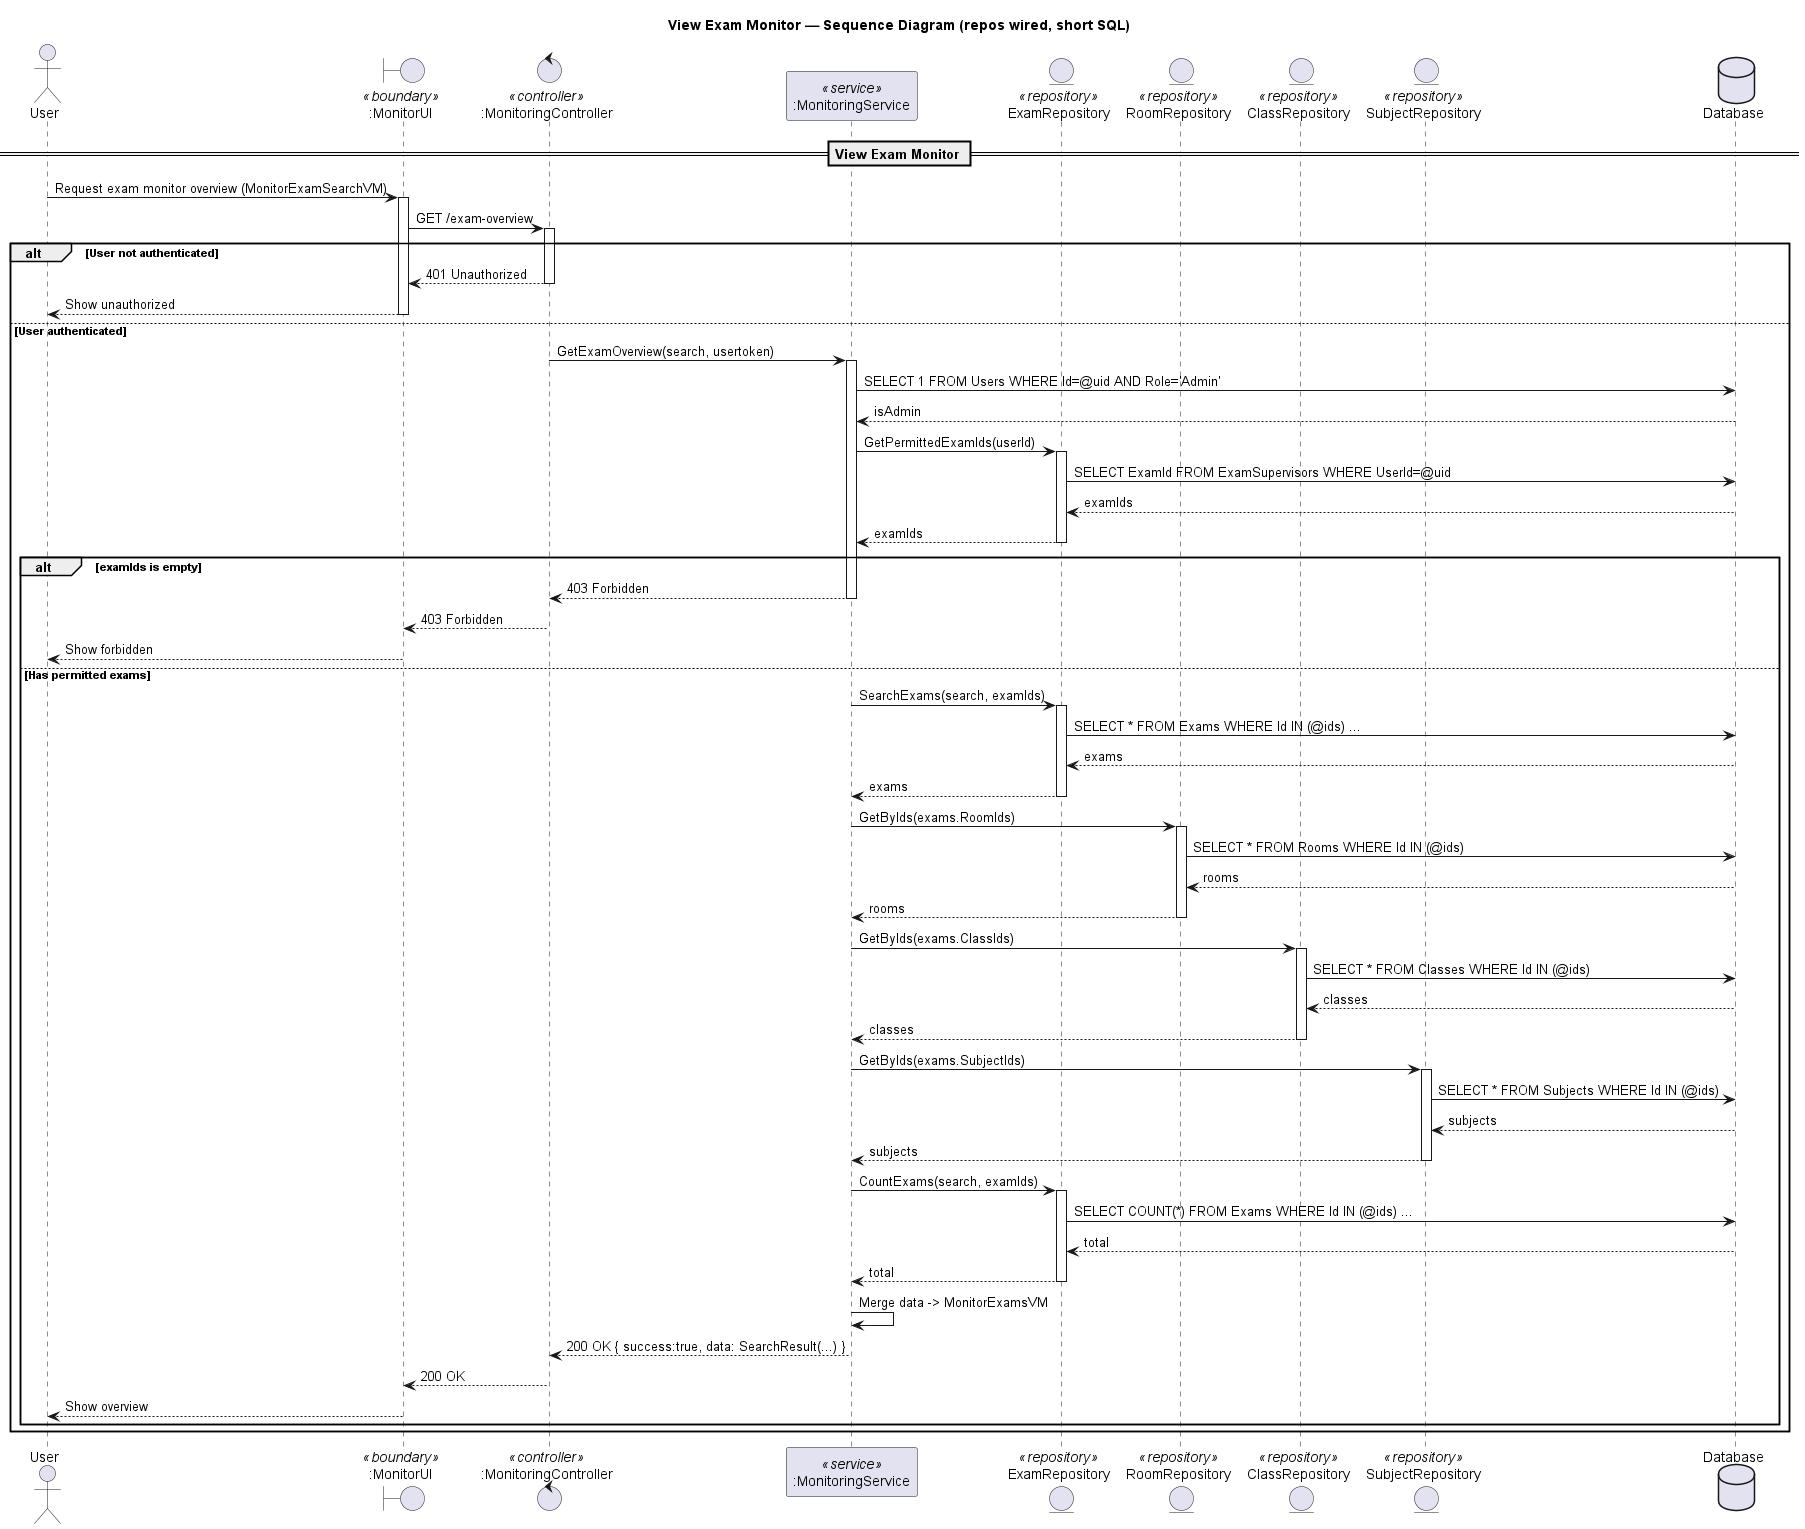 View Exam Monitor — Sequence Diagram (repos wired, short SQL)
User
«boundary»
:MonitorUI
«controller»
:MonitoringController
«service»
:MonitoringService
«repository»
ExamRepository
«repository»
RoomRepository
«repository»
ClassRepository
«repository»
SubjectRepository
Database
View Exam Monitor
Request exam monitor overview (MonitorExamSearchVM)
GET /exam-overview
alt [User not authenticated]
401 Unauthorized
Show unauthorized
[User authenticated]
GetExamOverview(search, usertoken)
SELECT 1 FROM Users WHERE Id=@uid AND Role='Admin'
isAdmin
GetPermittedExamIds(userId)
SELECT ExamId FROM ExamSupervisors WHERE UserId=@uid
examIds
examIds
alt [examIds is empty]
403 Forbidden
403 Forbidden
Show forbidden
[Has permitted exams]
SearchExams(search, examIds)
SELECT * FROM Exams WHERE Id IN (@ids) ...
exams
exams
GetByIds(exams.RoomIds)
SELECT * FROM Rooms WHERE Id IN (@ids)
rooms
rooms
GetByIds(exams.ClassIds)
SELECT * FROM Classes WHERE Id IN (@ids)
classes
classes
GetByIds(exams.SubjectIds)
SELECT * FROM Subjects WHERE Id IN (@ids)
subjects
subjects
CountExams(search, examIds)
SELECT COUNT(*) FROM Exams WHERE Id IN (@ids) ...
total
total
Merge data -> MonitorExamsVM
200 OK { success:true, data: SearchResult(...) }
200 OK
Show overview
User
«boundary»
:MonitorUI
«controller»
:MonitoringController
«service»
:MonitoringService
«repository»
ExamRepository
«repository»
RoomRepository
«repository»
ClassRepository
«repository»
SubjectRepository
Database